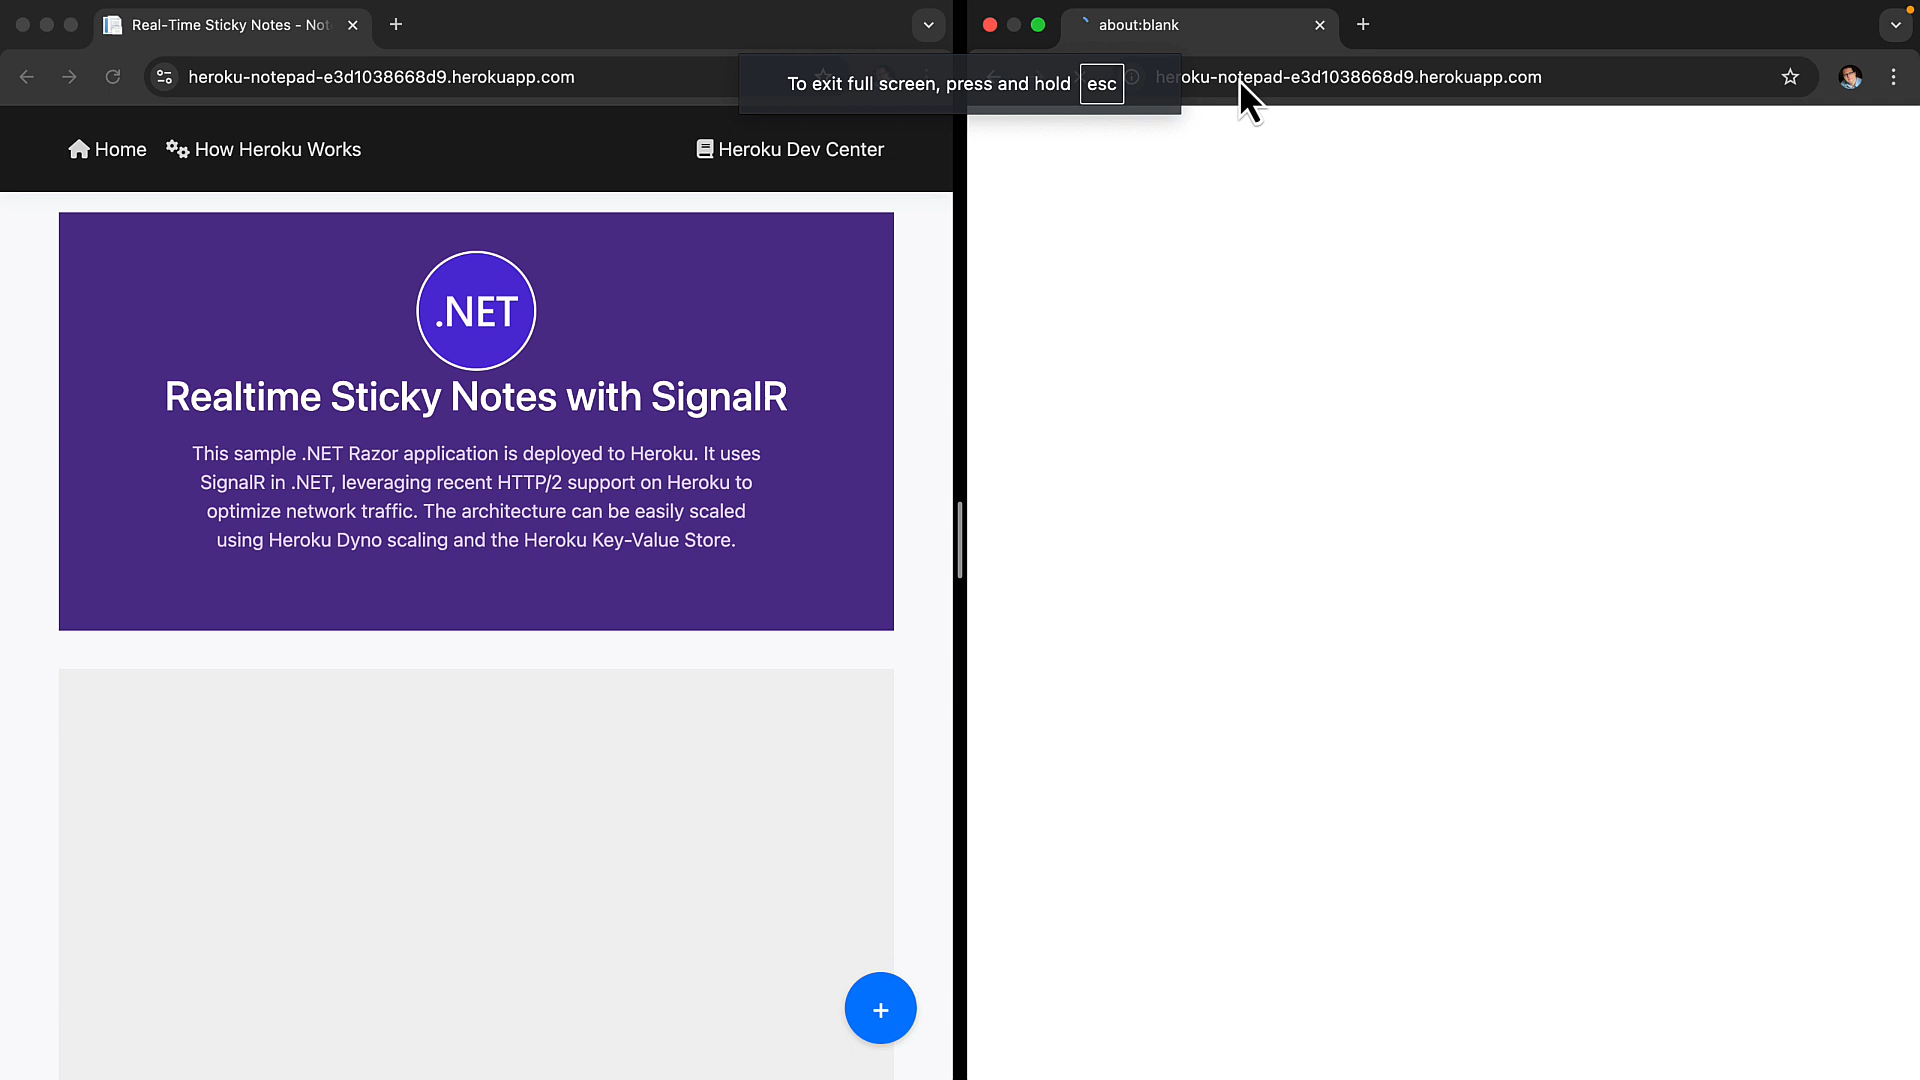 Real-Time Sticky Notes - Not
heroku-notepad-e3d1038668d9.herokuapp.com
Home
How Heroku Works
Heroku Dev Center
.NET
Realtime Sticky Notes with SignalR
This sample .NET Razor application is deployed to Heroku. It uses
SignalR in .NET, leveraging recent HTTP/2 support on Heroku to
optimize network traffic. The architecture can be easily scaled
using Heroku Dyno scaling and the Heroku Key-Value Store.
+
To exit full screen, press and hold esc
about:blank
heroku-notepad-e3d1038668d9.herokuapp.com